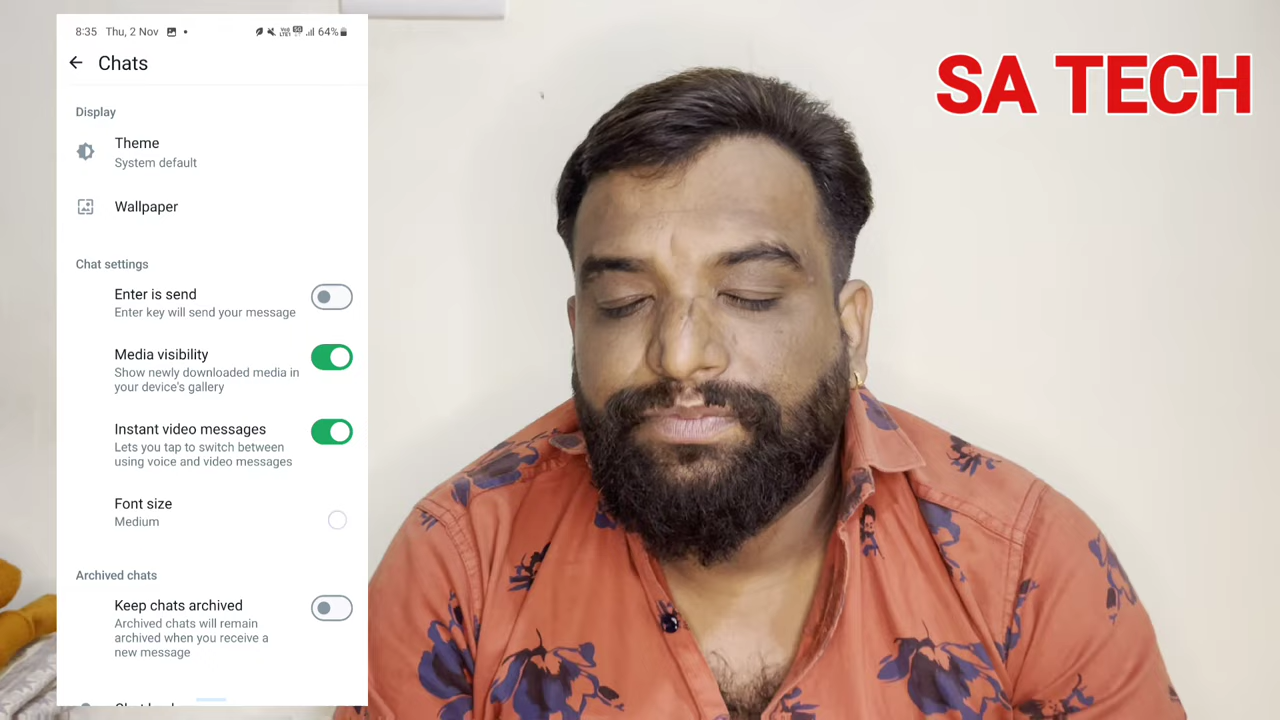 8:35 Thu, 2 Nov
64%
Chats
Display
Theme
System default
Wallpaper
Chat settings
Enter is send
Enter key will send your message
Media visibility
Show newly downloaded media in
your device's gallery
Instant video messages
Lets you tap to switch between
using voice and video messages
Font size
Medium
Archived chats
Keep chats archived
Archived chats will remain
archived when you receive a
new message
SA TECH